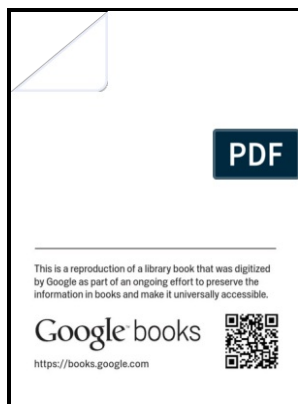 PDF
This is a reproduction of a library book that was digitized
by Google as part of an ongoing effort to preserve the
information in books and make it universally accessible.
Google books
https://books.google.com